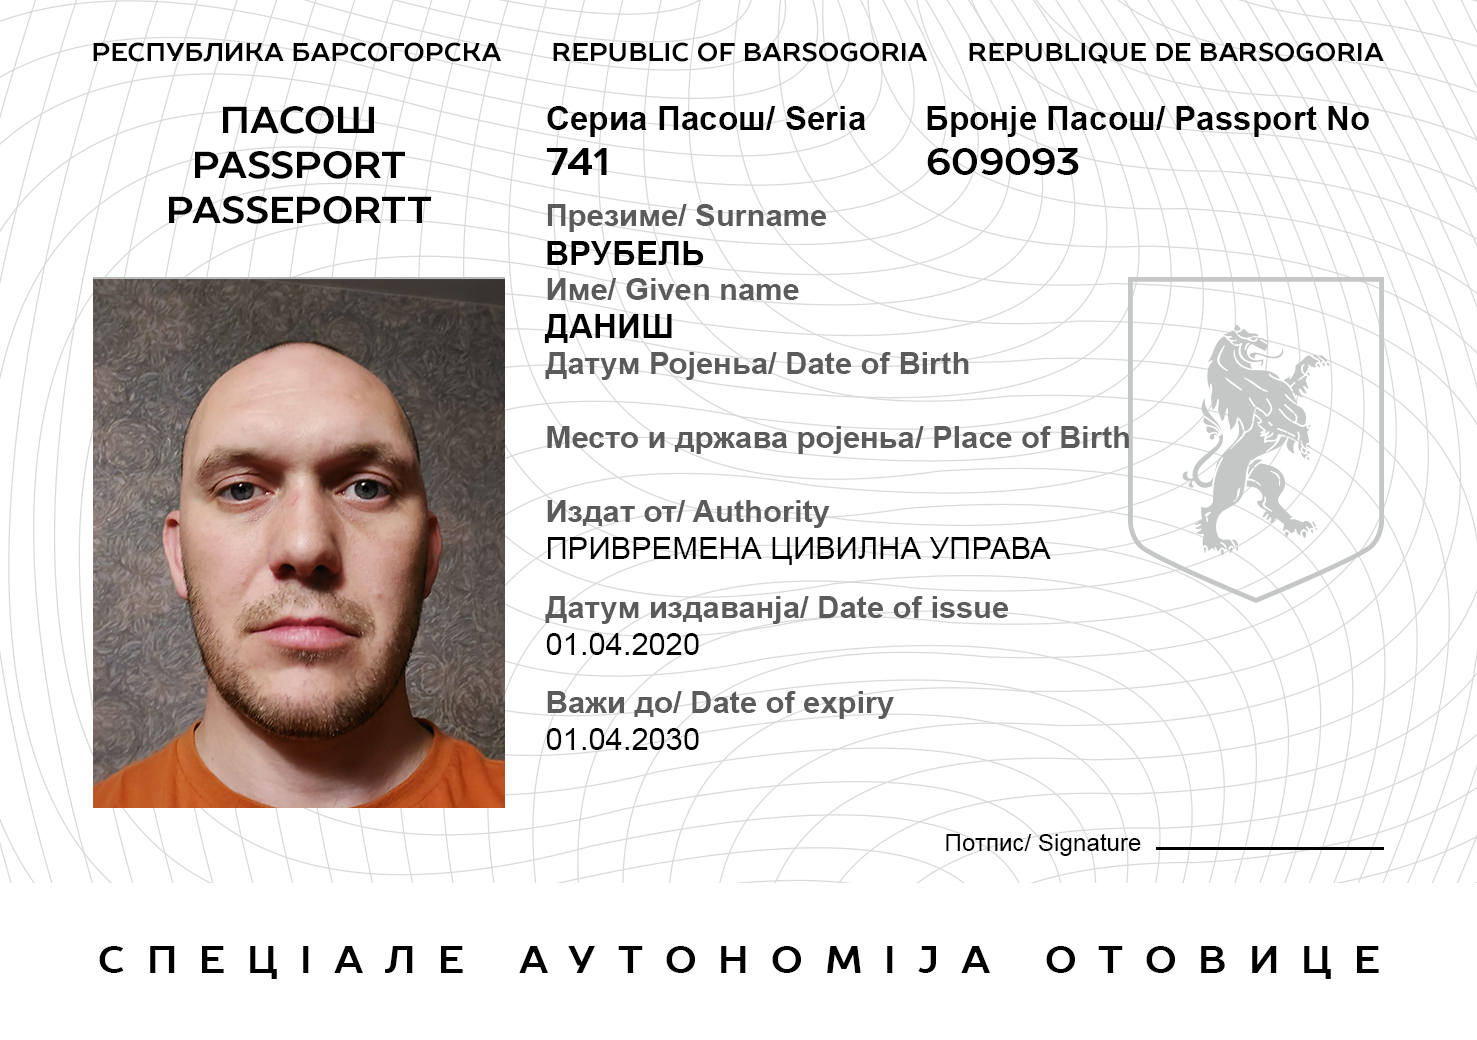 РЕСПУБЛИКА БАРСОГОРСКА REPUBLIC OF BARSOGORIA REPUBLIQUE DE BARSOGORIA
ПАСОШ
PASSPORT
PASSEPORTT
Сериа Пасош/ Seria Бронје Пасош/ Passport No
741 609093
Презиме/ Surname
ВРУБЕЛЬ
Име/ Given name
ДАНИШ
Датум Ројења/ Date of Birth
Место и држава ројења/ Place of Birth
Издат от/ Authority
ПРИВРЕМЕНА ЦИВИЛНА УПРАВА
Датум издаванја/ Date of issue
01.04.2020
Важи до/ Date of expiry
01.04.2030
Потпис/ Signature
СПЕЦІАЛЕ АУТОНОМІЈА ОТОВИЦЕ